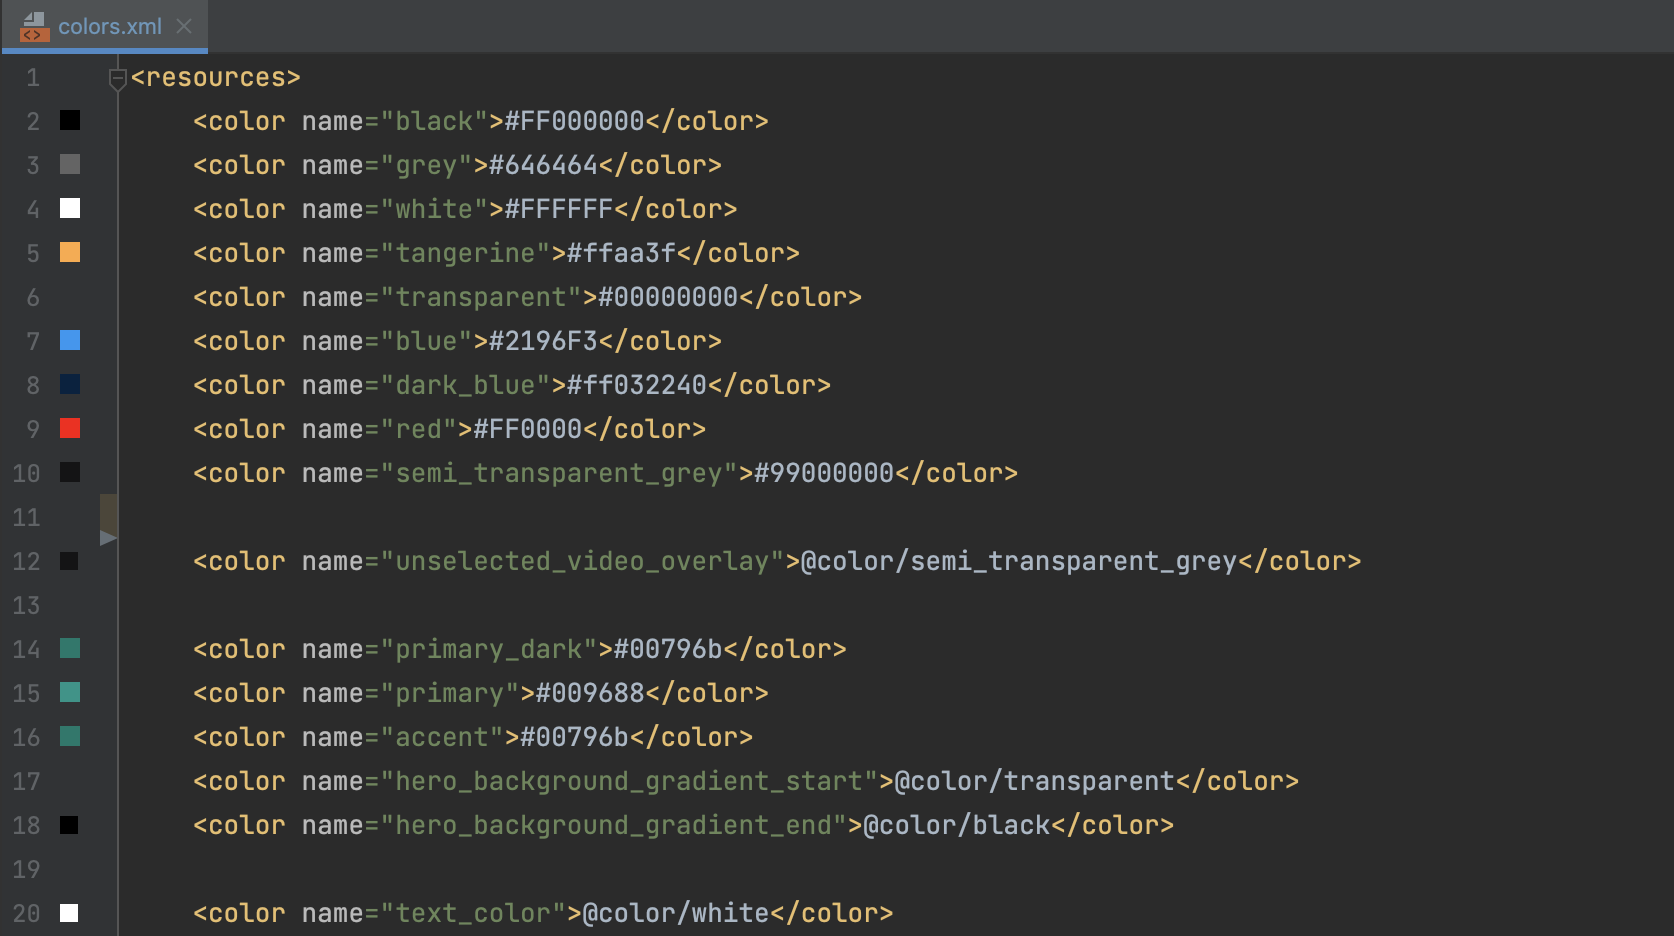 colors.xml
1 <resources>
2 <color name="black">#FF000000</color>
3 <color name="grey">#646464</color>
4 <color name="white">#FFFFFF</color>
5 <color name="tangerine">#ffaa3f</color>
6 <color name="transparent">#00000000</color>
7 <color name="blue">#2196F3</color>
8 <color name="dark_blue">#ff032240</color>
9 <color name="red">#FF0000</color>
10 <color name="semi_transparent_grey">#99000000</color>
11
12 <color name="unselected_video_overlay">@color/semi_transparent_grey</color>
13
14 <color name="primary_dark">#00796b</color>
15 <color name="primary">#009688</color>
16 <color name="accent">#00796b</color>
17 <color name="hero_background_gradient_start">@color/transparent</color>
18 <color name="hero_background_gradient_end">@color/black</color>
19
20 <color name="text_color">@color/white</color>